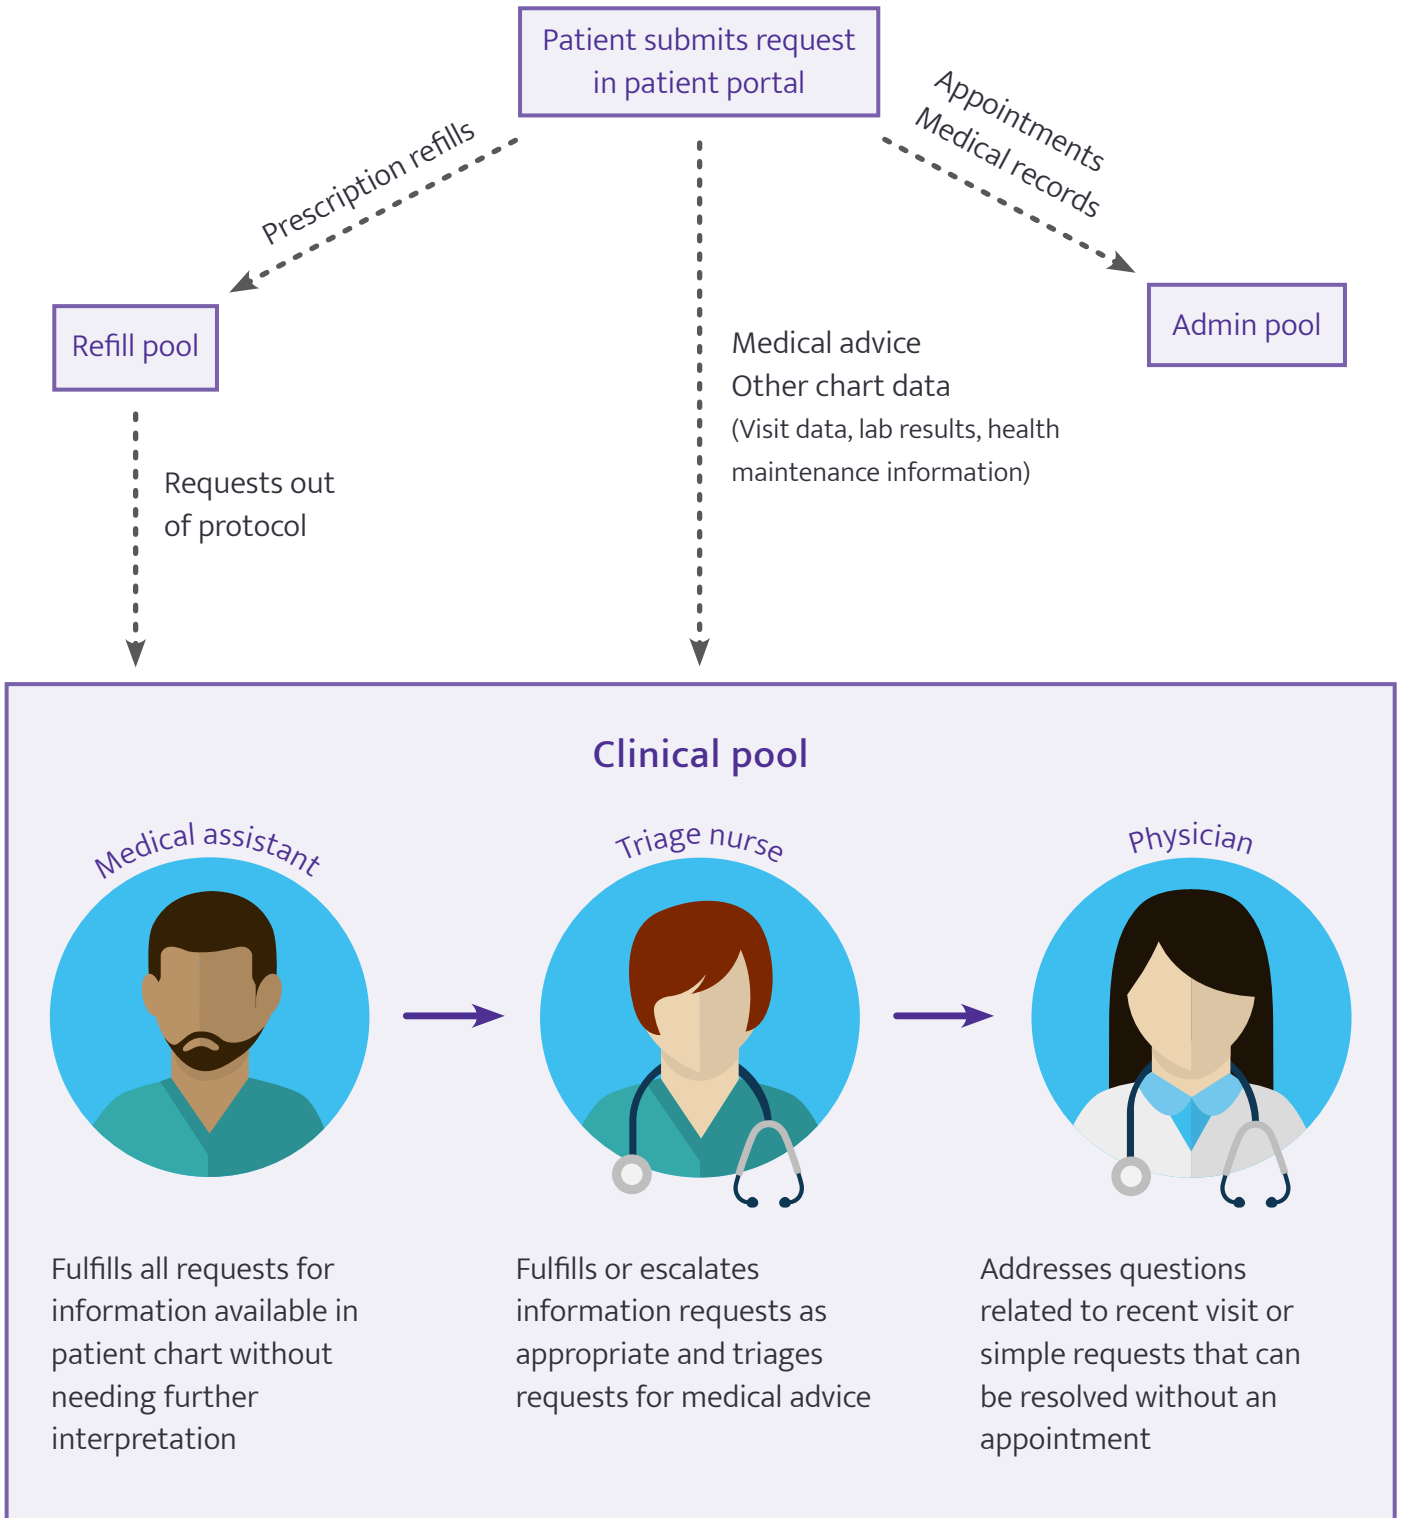 Patient submits request
in patient portal
Prescription refills
Appointments
Medical records
Refill pool
Admin pool
Medical advice
Other chart data
(Visit data, lab results, health
maintenance information)
Requests out
of protocol
Clinical pool
Medical assistant
Triage nurse
Physician
Fulfills all requests for
information available in
patient chart without
needing further
interpretation
Fulfills or escalates
information requests as
appropriate and triages
requests for medical advice
Addresses questions
related to recent visit or
simple requests that can
be resolved without an
appointment